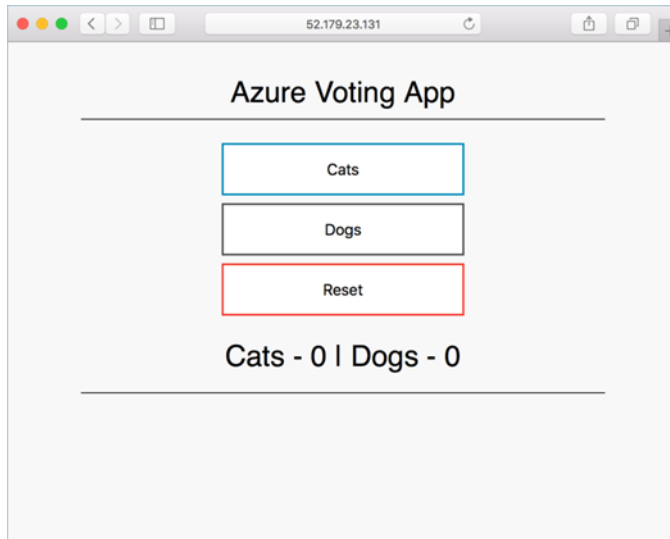 52.179.23.131
Azure Voting App
Cats
Dogs
Reset
Cats - 0 | Dogs - 0